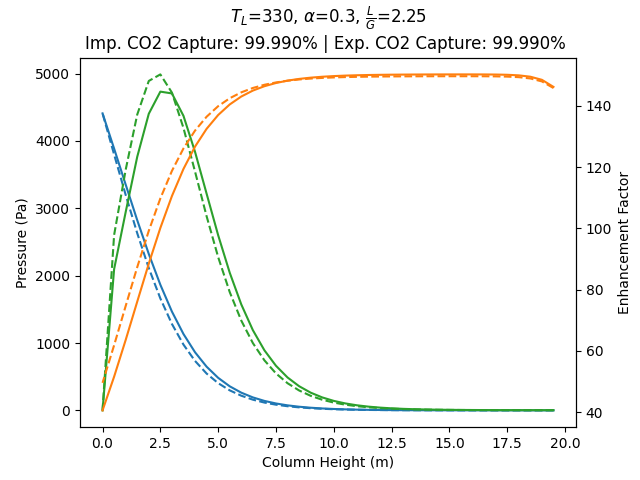 T_L=330, α=0.3, L/G=2.25
Imp. CO2 Capture: 99.990% | Exp. CO2 Capture: 99.990%
Pressure (Pa)
5000
4000
3000
2000
1000
0
140
120
100
80
60
40
Enhancement Factor
0.0 2.5 5.0 7.5 10.0 12.5 15.0 17.5 20.0
Column Height (m)